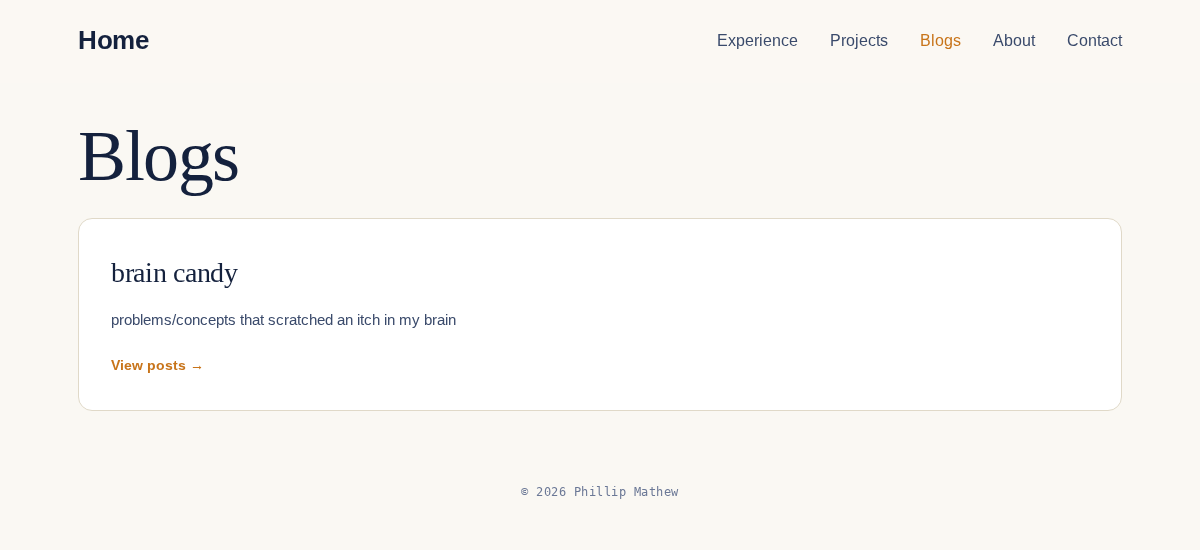 Home
Experience Projects Blogs About Contact
Blogs
brain candy
problems/concepts that scratched an itch in my brain
View posts →
© 2026 Phillip Mathew